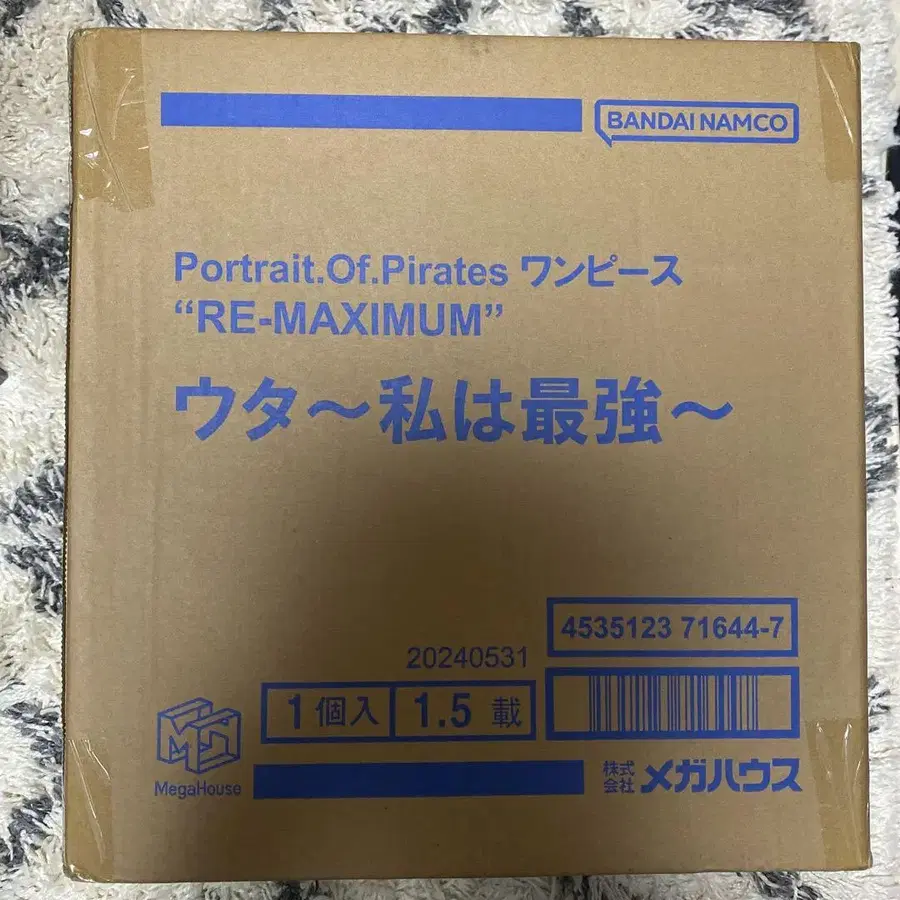 BANDAI NAMCO
Portrait.Of.Pirates ワンピース
“RE-MAXIMUM”
ウタ～私は最強～
4535123 71644-7
20240531
1個入 1.5 載
MegaHouse
株式会社 メガハウス